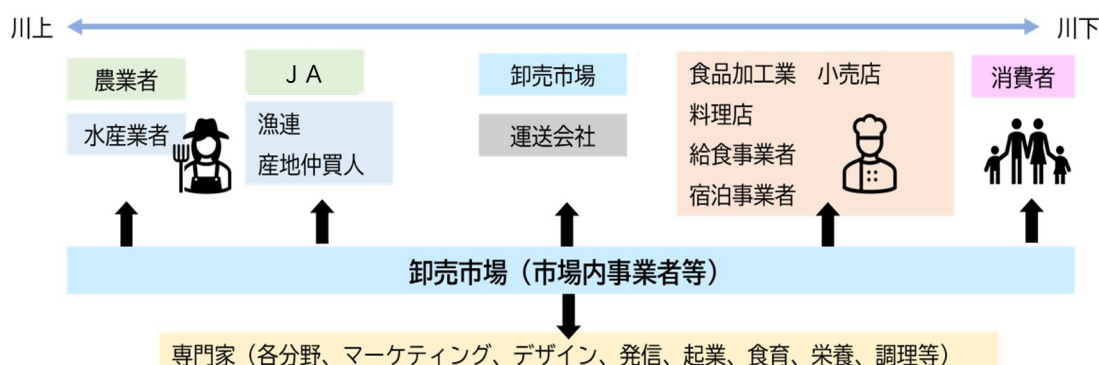 川上
川下
農業者
水産業者
ＪＡ
漁連
産地仲買人
卸売市場
運送会社
食品加工業　小売店
料理店
給食事業者
宿泊事業者
消費者
卸売市場（市場内事業者等）
専門家（各分野、マーケティング、デザイン、発信、起業、食育、栄養、調理等）